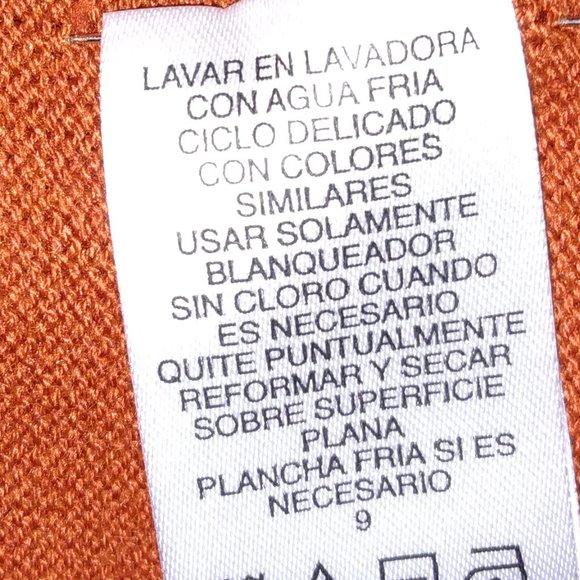 LAVAR EN LAVADORA
CON AGUA FRIA
CICLO DELICADO
CON COLORES
SIMILARES
USAR SOLAMENTE
BLANQUEADOR
SIN CLORO CUANDO
ES NECESARIO
QUITE PUNTUALMENTE
REFORMAR Y SECAR
SOBRE SUPERFICIE
PLANA
PLANCHA FRIA SI ES
NECESARIO
9